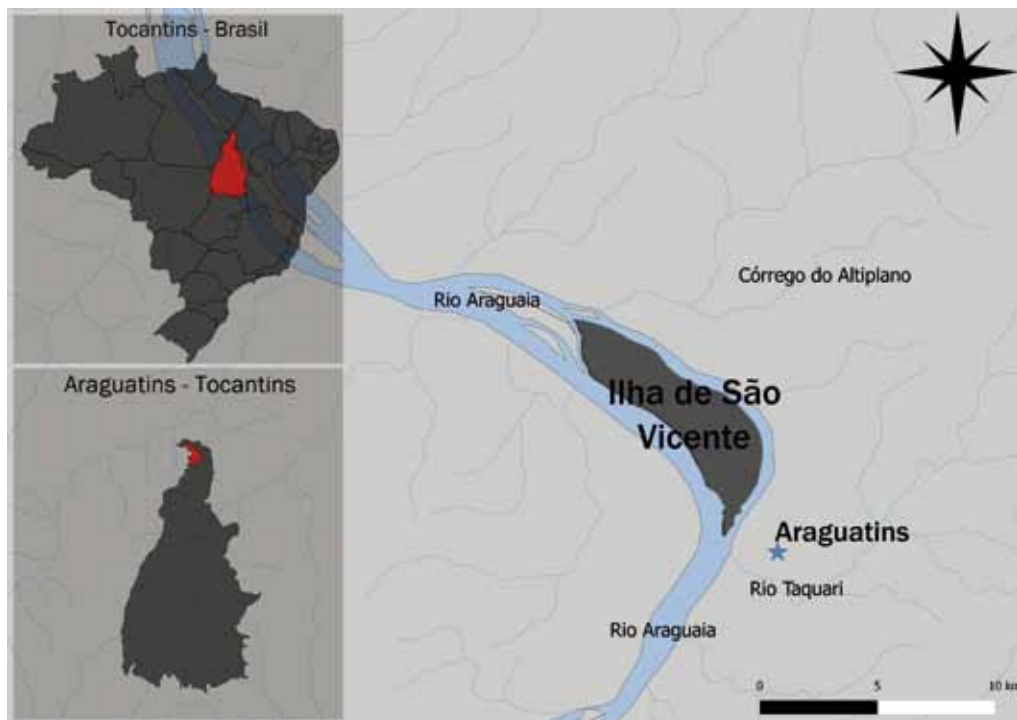 Tocantins - Brasil
Araguatins - Tocantins
Rio Araguaia
Córrego do Altiplano
Ilha de São
Vicente
Araguatins
Rio Taquari
Rio Araguaia
0 5 10 km